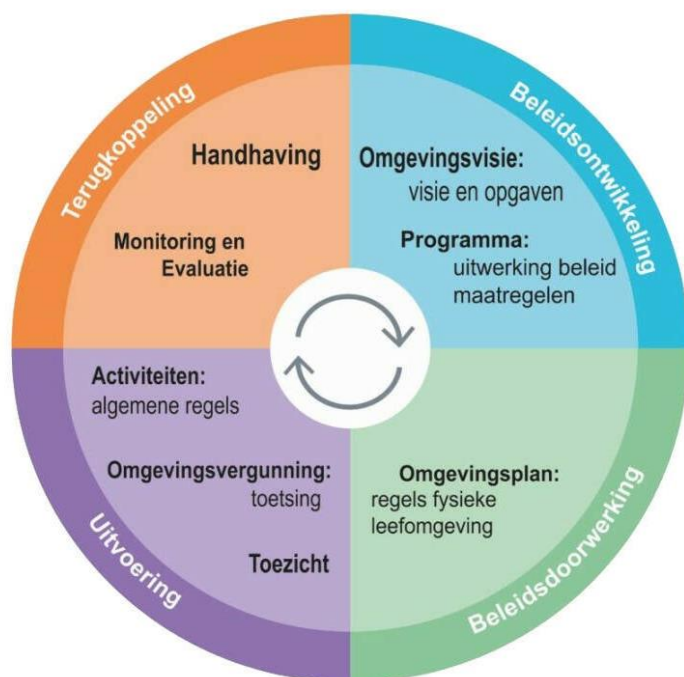 Beleidsontwikkeling
Omgevingsvisie:
visie en opgaven
Programma:
uitwerking beleid
maatregelen
Beleidsdoorwerking
Omgevingsplan:
regels fysieke
leefomgeving
Uitvoering
Activiteiten:
algemene regels
Omgevingsvergunning:
toetsing
Toezicht
Terugkoppeling
Handhaving
Monitoring en
Evaluatie